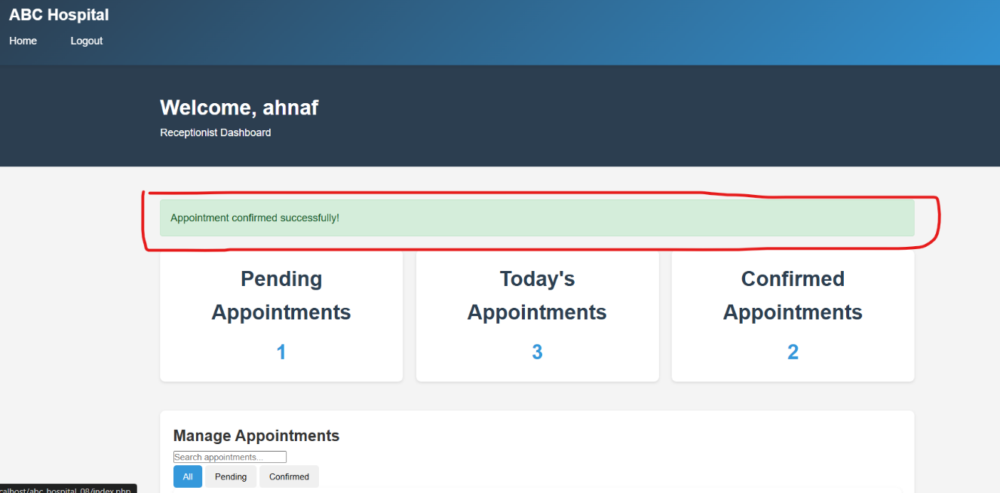 ABC Hospital
Home Logout
Welcome, ahnaf
Receptionist Dashboard
Appointment confirmed successfully!
Pending
Appointments
1
Today's
Appointments
3
Confirmed
Appointments
2
Manage Appointments
Search appointments...
All Pending Confirmed
calhost/abc_hospital_08/index.php